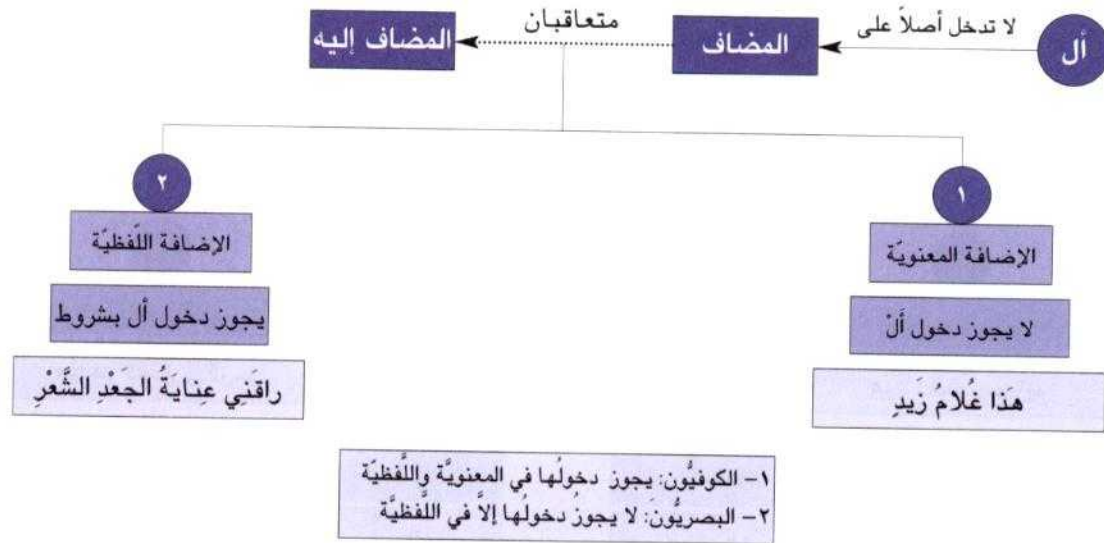 أل
لا تدخل أصلاً على
المضاف
متعاقبان
المضاف إليه
١
الإضافة المعنويّة
لا يجوز دخول أَلْ
هَذا غُلامُ زَيدٍ
٢
الإضافة اللّفظيّة
يجوز دخول أل بشروط
راقَني عِنايَةُ الجَعْدِ الشَّعْرِ
١- الكوفيُّون: يجوز دخولُها في المعنويَّة واللَّفظيّة
٢- البصريُّونَ: لا يجوزُ دخولُها إلاَّ في اللَّفظيَّة